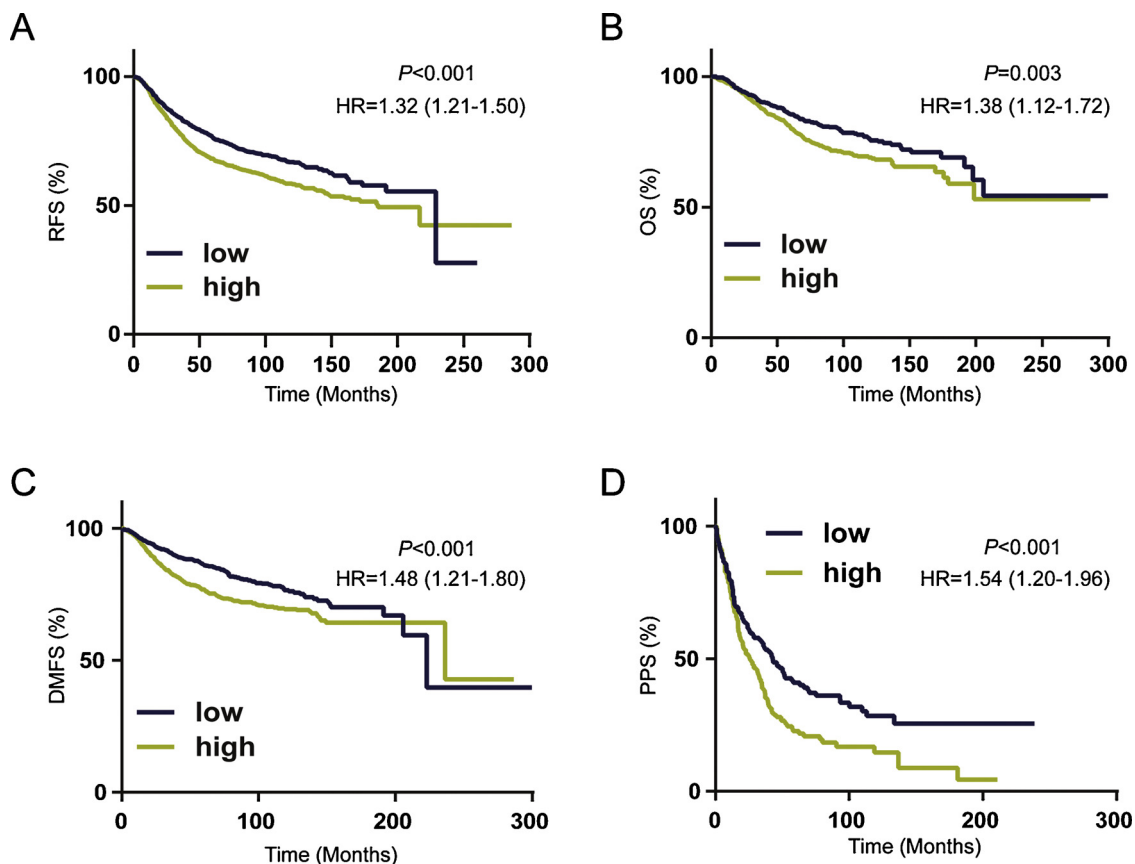 A
100
50
0
RFS (%)
P<0.001
HR=1.32 (1.21-1.50)
low
high
0 50 100 150 200 250 300
Time (Months)
B
100
50
0
OS (%)
P=0.003
HR=1.38 (1.12-1.72)
low
high
0 50 100 150 200 250 300
Time (Months)
C
100
50
0
DMFS (%)
P<0.001
HR=1.48 (1.21-1.80)
low
high
0 100 200 300
Time (Months)
D
100
50
0
PPS (%)
low
high
P<0.001
HR=1.54 (1.20-1.96)
0 100 200 300
Time (Months)